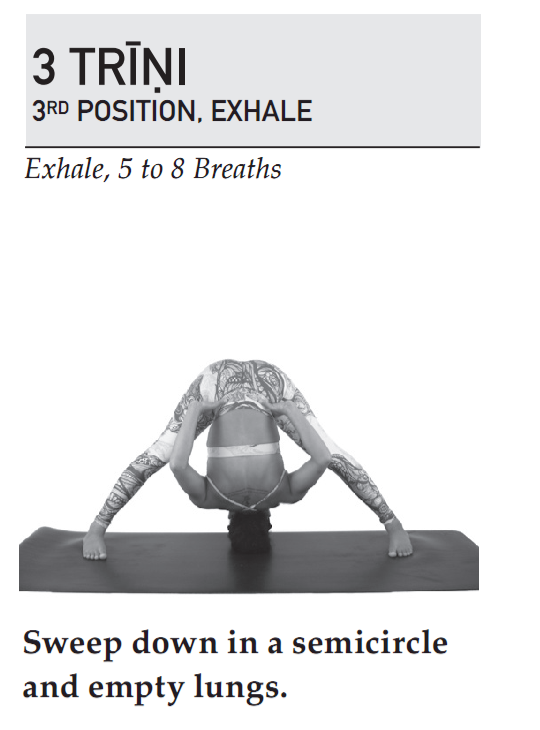 3 TRĪṆI
3RD POSITION, EXHALE
Exhale, 5 to 8 Breaths
Sweep down in a semicircle
and empty lungs.